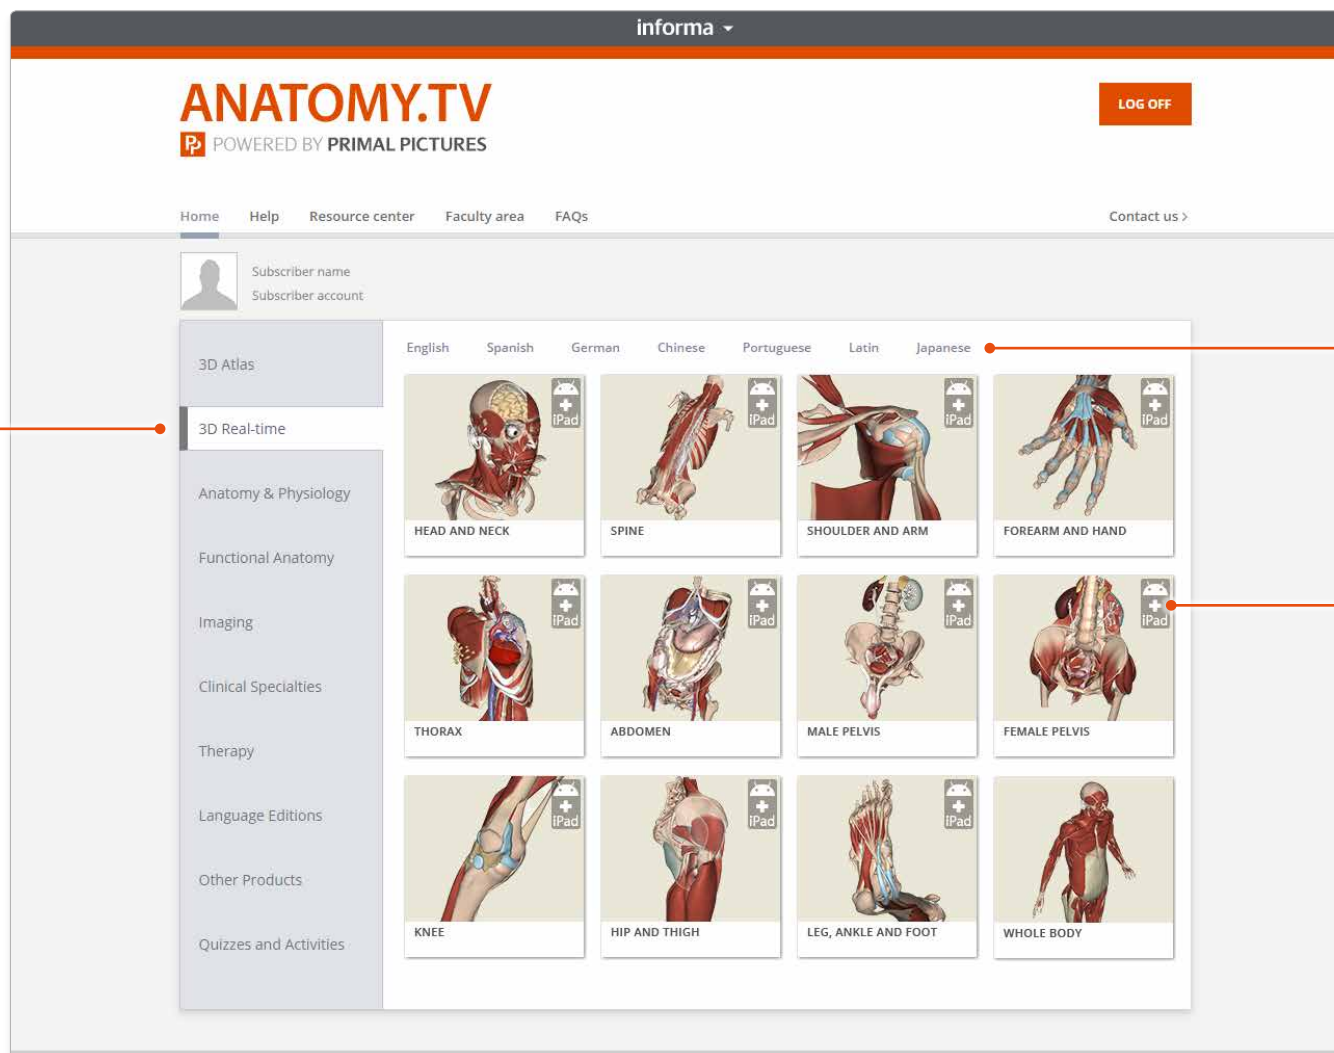 informa
ANATOMY.TV
LOG OFF
POWERED BY PRIMAL PICTURES
Home Help Resource center Faculty area FAQs Contact us >
Subscriber name
Subscriber account
3D Atlas
3D Real-time
Anatomy & Physiology
Functional Anatomy
Imaging
Clinical Specialties
Therapy
Language Editions
Other Products
Quizzes and Activities
English Spanish German Chinese Portuguese Latin Japanese
+ + + +
iPad iPad iPad iPad
HEAD AND NECK SPINE SHOULDER AND ARM FOREARM AND HAND
+ + + +
iPad iPad iPad iPad
THORAX ABDOMEN MALE PELVIS FEMALE PELVIS
+ + +
iPad iPad iPad
KNEE HIP AND THIGH LEG, ANKLE AND FOOT WHOLE BODY